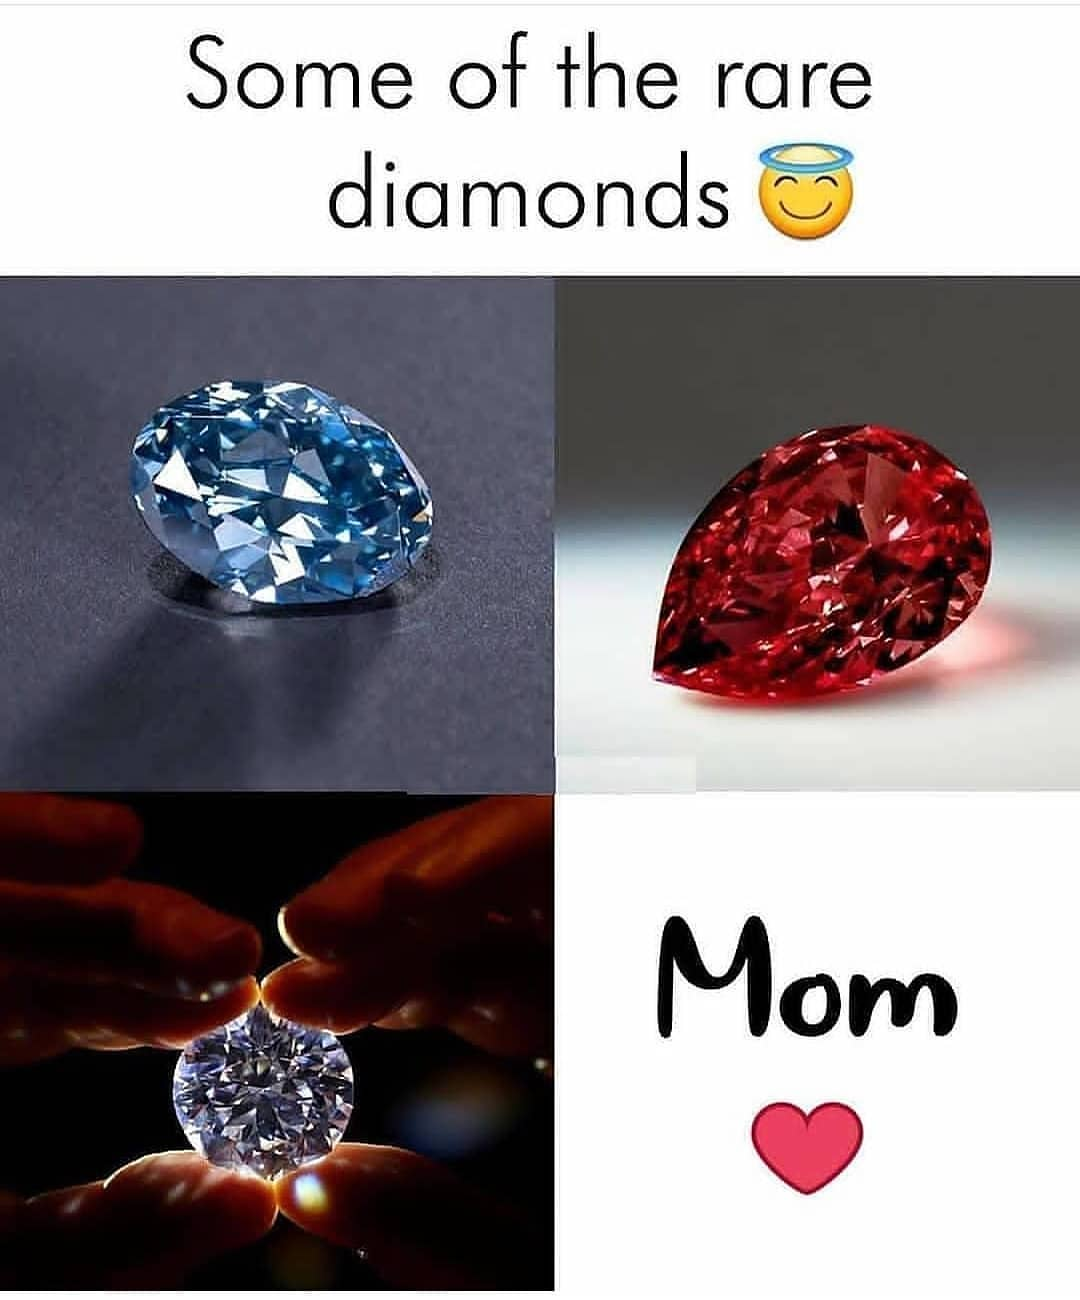 Some of the rare
diamonds 😇
Mom
❤️